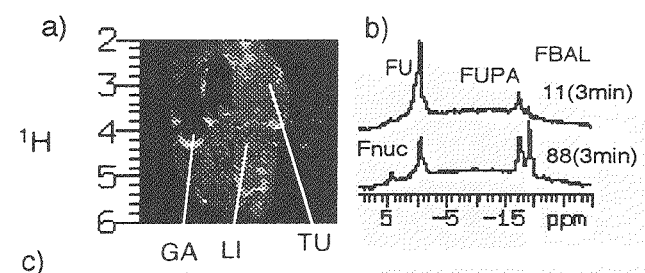 a)
2
3
4
5
6
¹H
GA LI TU
b)
FU FUPA FBAL
11(3min)
Fnuc
88(3min)
5 -5 -15 ppm
c)